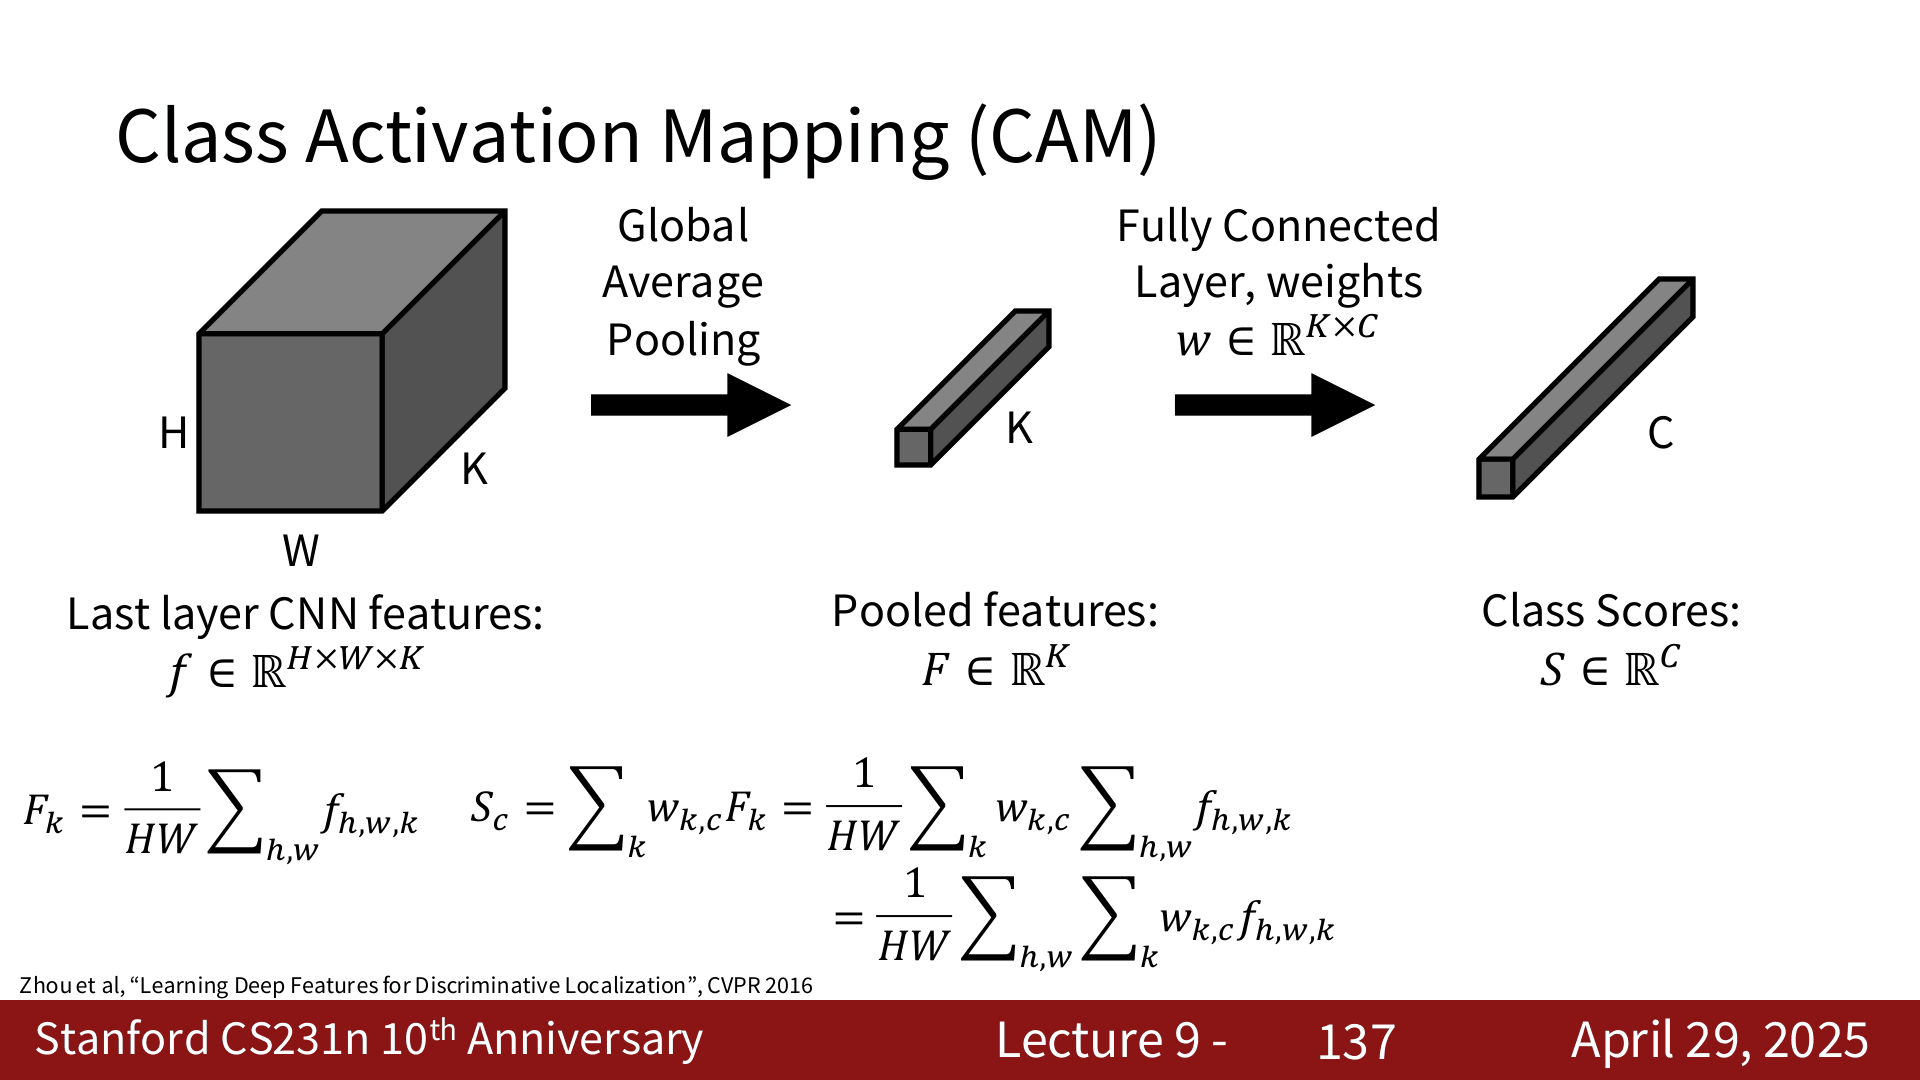 Class Activation Mapping (CAM)
Global
Average
Pooling
Fully Connected
Layer, weights
w ∈ ℝ^{K×C}
H
W
K
K
C
Last layer CNN features:
f ∈ ℝ^{H×W×K}
Pooled features:
F ∈ ℝ^K
Class Scores:
S ∈ ℝ^C
F_k = \frac{1}{HW} ∑_{h,w} f_{h,w,k}
S_c = ∑_k w_{k,c} F_k = \frac{1}{HW} ∑_k w_{k,c} ∑_{h,w} f_{h,w,k}
= \frac{1}{HW} ∑_{h,w} ∑_k w_{k,c} f_{h,w,k}
Zhou et al, “Learning Deep Features for Discriminative Localization”, CVPR 2016
Stanford CS231n 10th Anniversary
Lecture 9 - 137
April 29, 2025